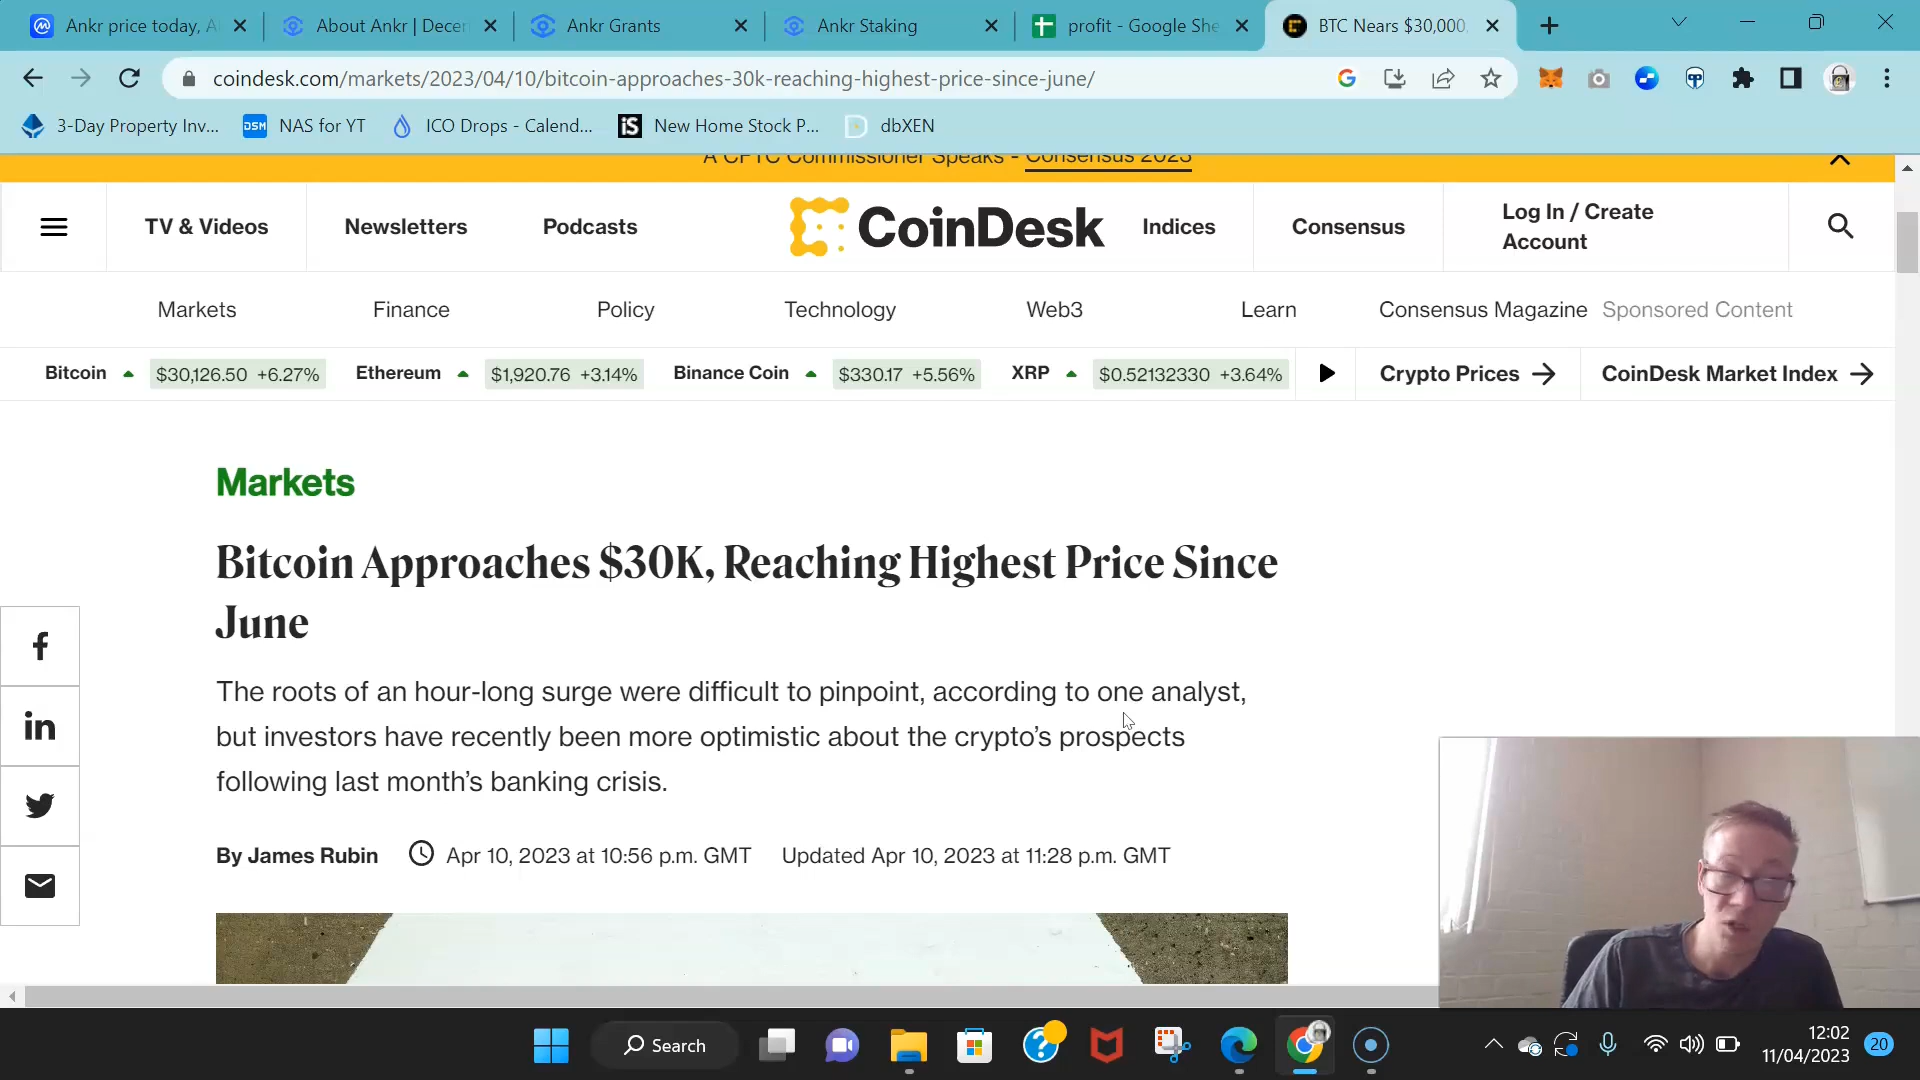 Ankr price today, A
About Ankr | Decen
Ankr Grants
Ankr Staking
profit - Google She
BTC Nears $30,000,
coindesk.com/markets/2023/04/10/bitcoin-approaches-30k-reaching-highest-price-since-june/
3-Day Property Inv...
DSM
NAS for YT
ICO Drops - Calend...
iS
New Home Stock P...
dbXEN
A CFTC Commissioner Speaks - Consensus 2023
TV & Videos
Newsletters
Podcasts
CoinDesk
Indices
Consensus
Log In / Create
Account
Markets
Finance
Policy
Technology
Web3
Learn
Consensus Magazine
Sponsored Content
Bitcoin $30,126.50 +6.27%
Ethereum $1,920.76 +3.14%
Binance Coin $330.17 +5.56%
XRP $0.52132330 +3.64%
Crypto Prices
CoinDesk Market Index
Markets
Bitcoin Approaches $30K, Reaching Highest Price Since
June
The roots of an hour-long surge were difficult to pinpoint, according to one analyst,
but investors have recently been more optimistic about the crypto's prospects
following last month's banking crisis.
By James Rubin
Apr 10, 2023 at 10:56 p.m. GMT
Updated Apr 10, 2023 at 11:28 p.m. GMT
Search
12:02
11/04/2023
20